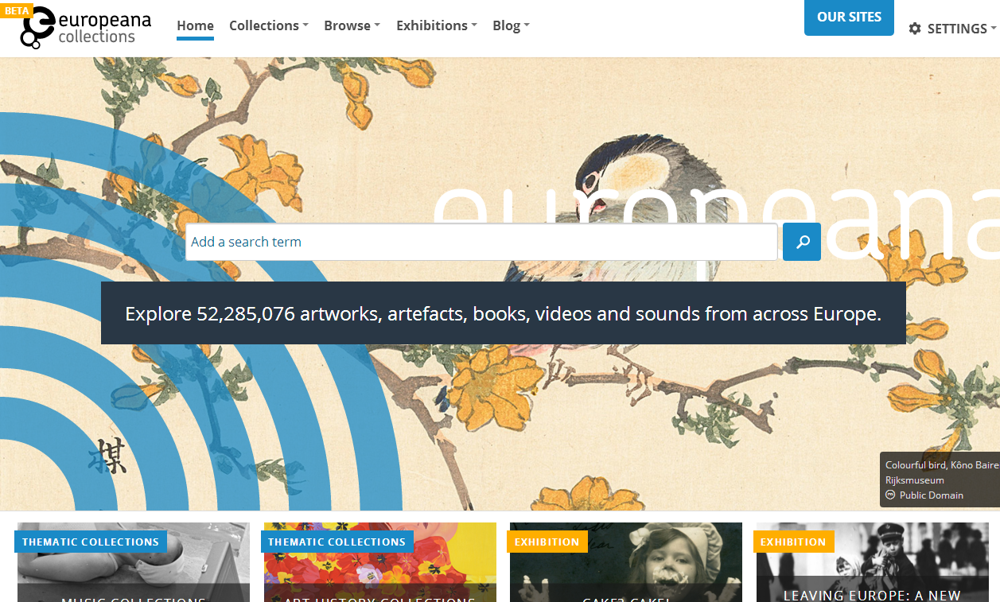 BETA
europeana
collections
Home
Collections
Browse
Exhibitions
Blog
OUR SITES
SETTINGS
europeana
Add a search term
Explore 52,285,076 artworks, artefacts, books, videos and sounds from across Europe.
楳
Colourful bird, Kôno Baire
Rijksmuseum
Public Domain
THEMATIC COLLECTIONS
THEMATIC COLLECTIONS
EXHIBITION
EXHIBITION
MUSIC COLLECTIONS
ART HISTORY COLLECTIONS
CAKE? CAKE!
LEAVING EUROPE: A NEW